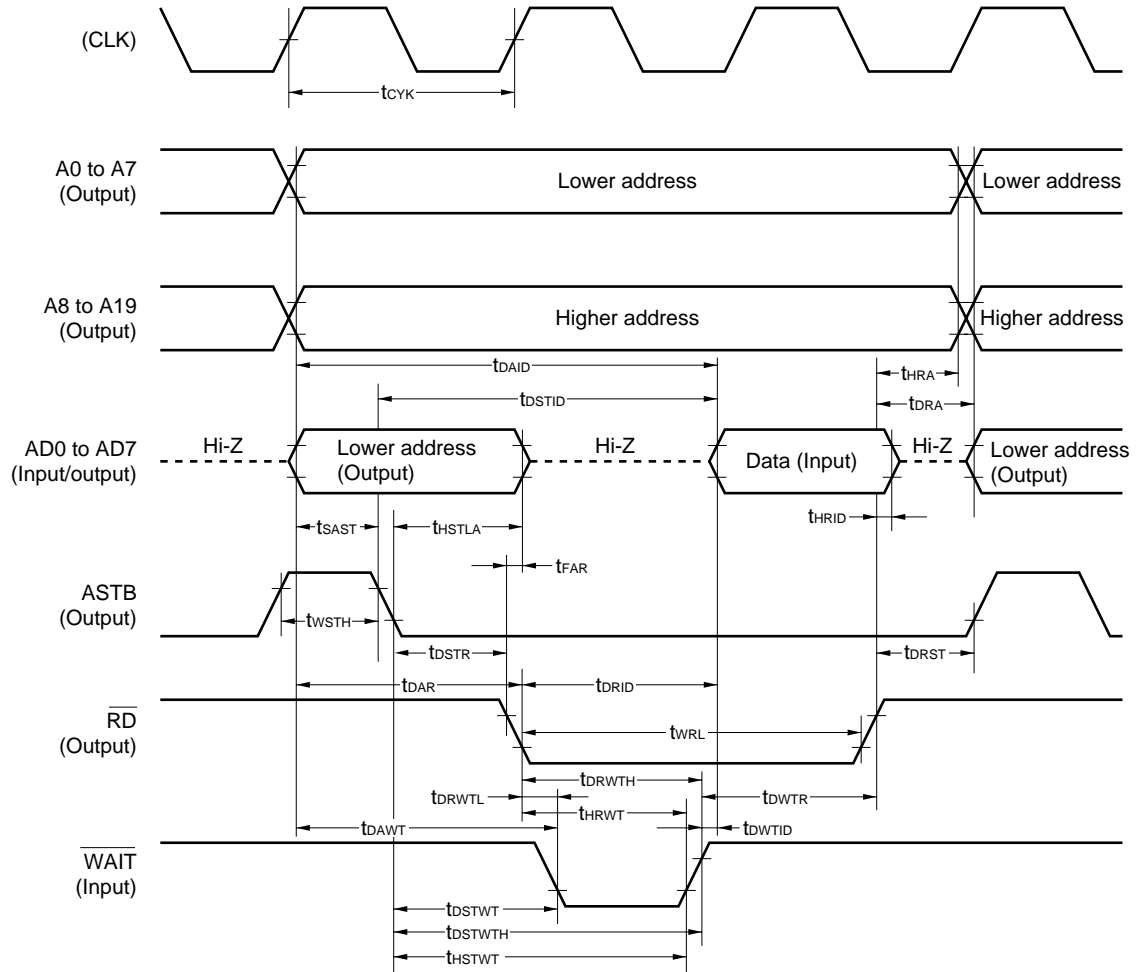 (CLK)
tCYK
A0 to A7
(Output)
Lower address
Lower address
A8 to A19
(Output)
Higher address
Higher address
tDAID
tHRA
tDSTID
tDRA
AD0 to AD7
(Input/output)
Hi-Z
Lower address
(Output)
Hi-Z
Data (Input)
Hi-Z
Lower address
(Output)
tSAST
tHSTLA
tHRID
tFAR
ASTB
(Output)
tWSTH
tDSTR
tDRST
tDAR
tDRID
RD
(Output)
tWRL
tDRWTH
tDRWTL
tDWTR
tHRWT
tDAWT
tDWTID
WAIT
(Input)
tDSTWT
tDSTWTH
tHSTWT